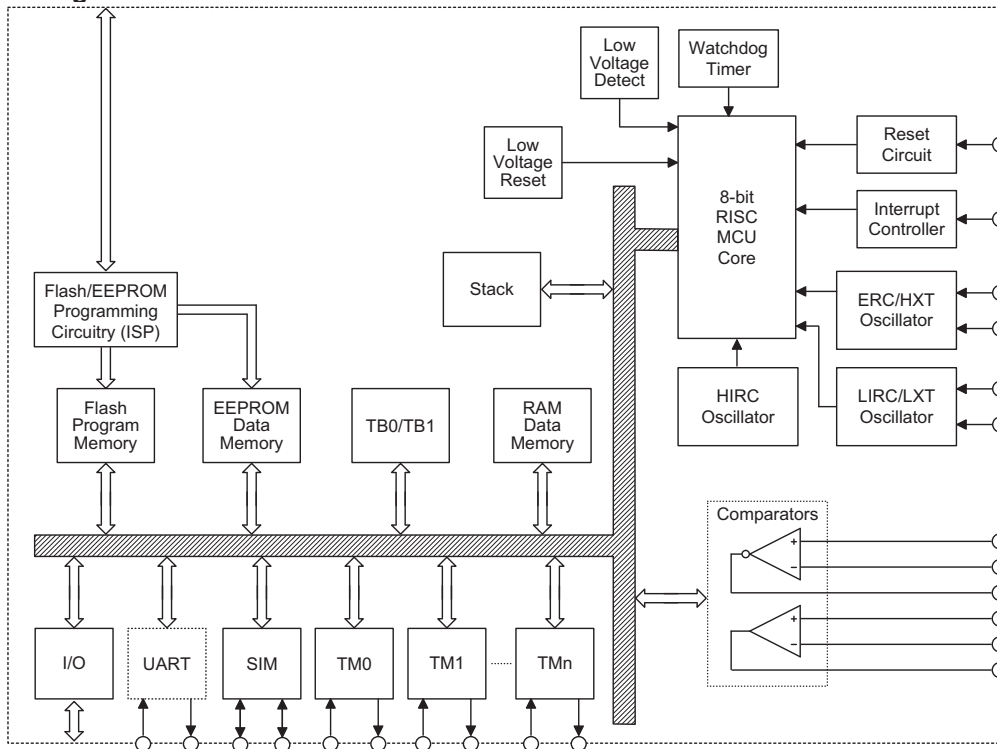 Low
Voltage
Detect
Watchdog
Timer
Low
Voltage
Reset
8-bit
RISC
MCU
Core
Reset
Circuit
Interrupt
Controller
Stack
Flash/EEPROM
Programming
Circuitry (ISP)
ERC/HXT
Oscillator
HIRC
Oscillator
LIRC/LXT
Oscillator
Flash
Program
Memory
EEPROM
Data
Memory
TB0/TB1
RAM
Data
Memory
Comparators
+
−
+
−
I/O
UART
SIM
TM0
TM1
TMn